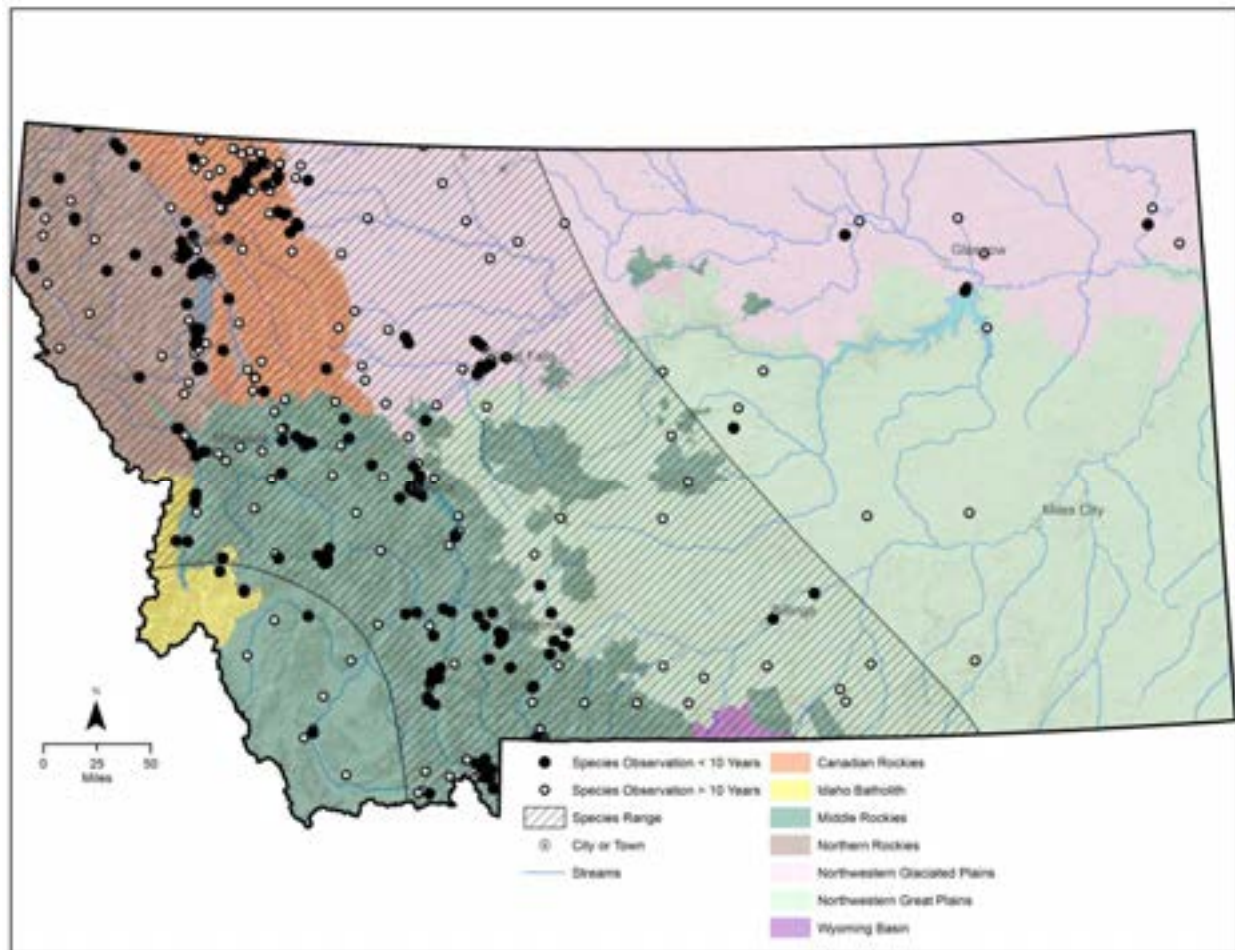 Glasgow
Miles City
N
0 25 50
Miles
Species Observation < 10 Years
Species Observation > 10 Years
Species Range
City or Town
Streams
Canadian Rockies
Idaho Batholith
Middle Rockies
Northern Rockies
Northwestern Glaciated Plains
Northwestern Great Plains
Wyoming Basin